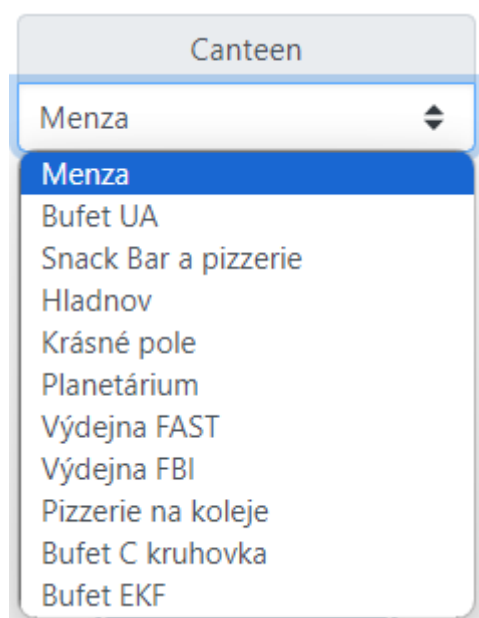 Canteen
Menza
Menza
Bufet UA
Snack Bar a pizzerie
Hladnov
Krásné pole
Planetárium
Výdejna FAST
Výdejna FBI
Pizzerie na koleje
Bufet C kruhovka
Bufet EKF